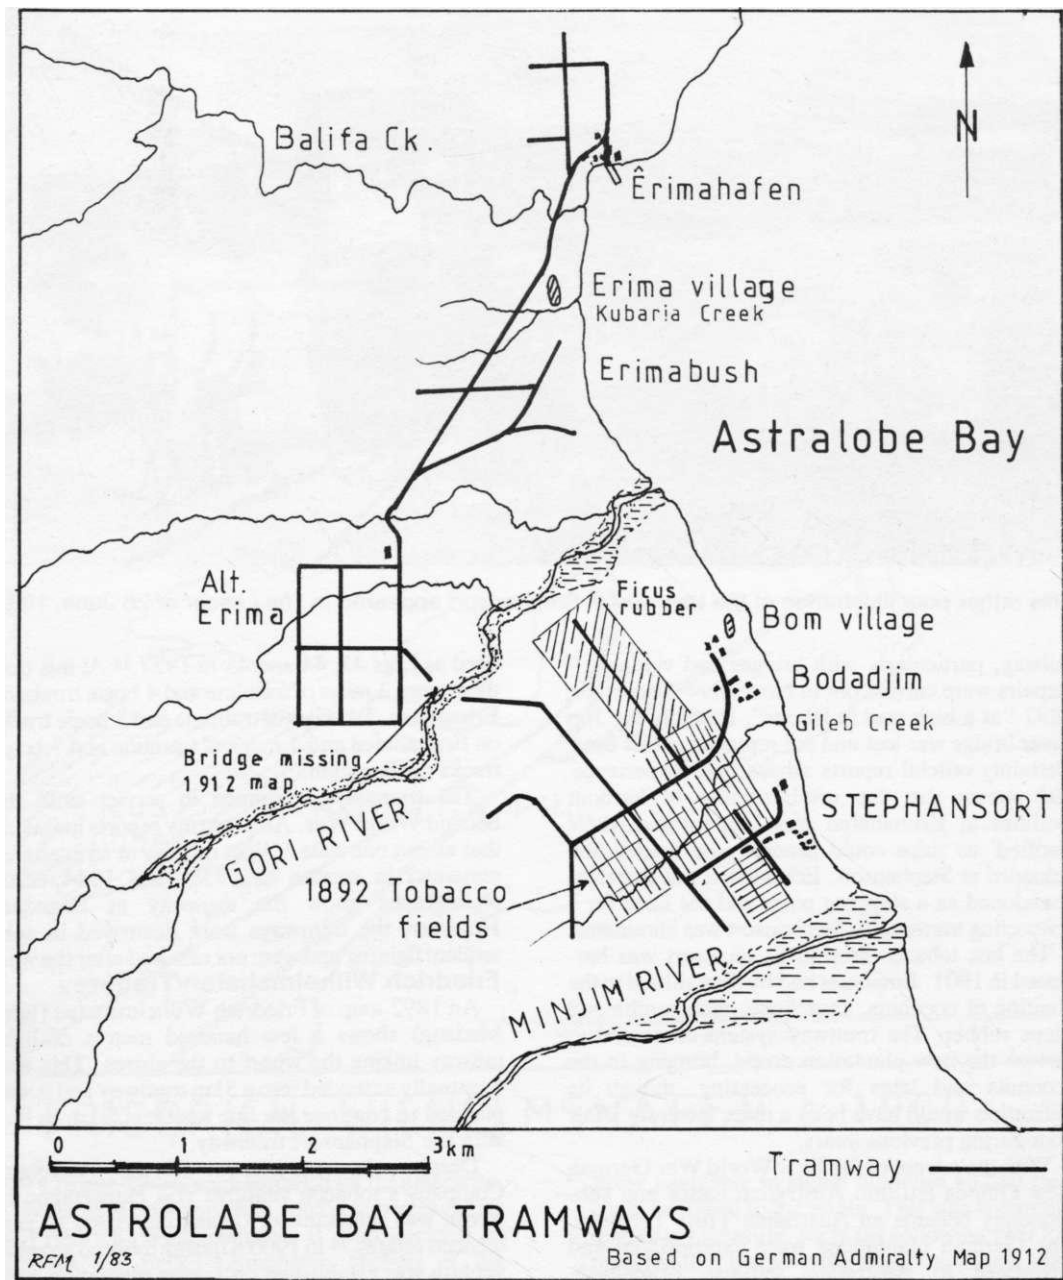 N
Balifa Ck.
Êrimahafen
Erima village
Kubaria Creek
Erimabush
Astralobe Bay
Alt
Erima
Ficus
rubber
Bom village
Bodadjim
Gileb Ck
Bridge missing
1912 map
STEPHANSORT
GORI RIVER
1892 Tobacco
fields
MINJIM RIVER
0 1 2 3km
Tramway
ASTROLABE BAY TRAMWAYS
RFM 1/83.
Based on German Admiralty Map 1912